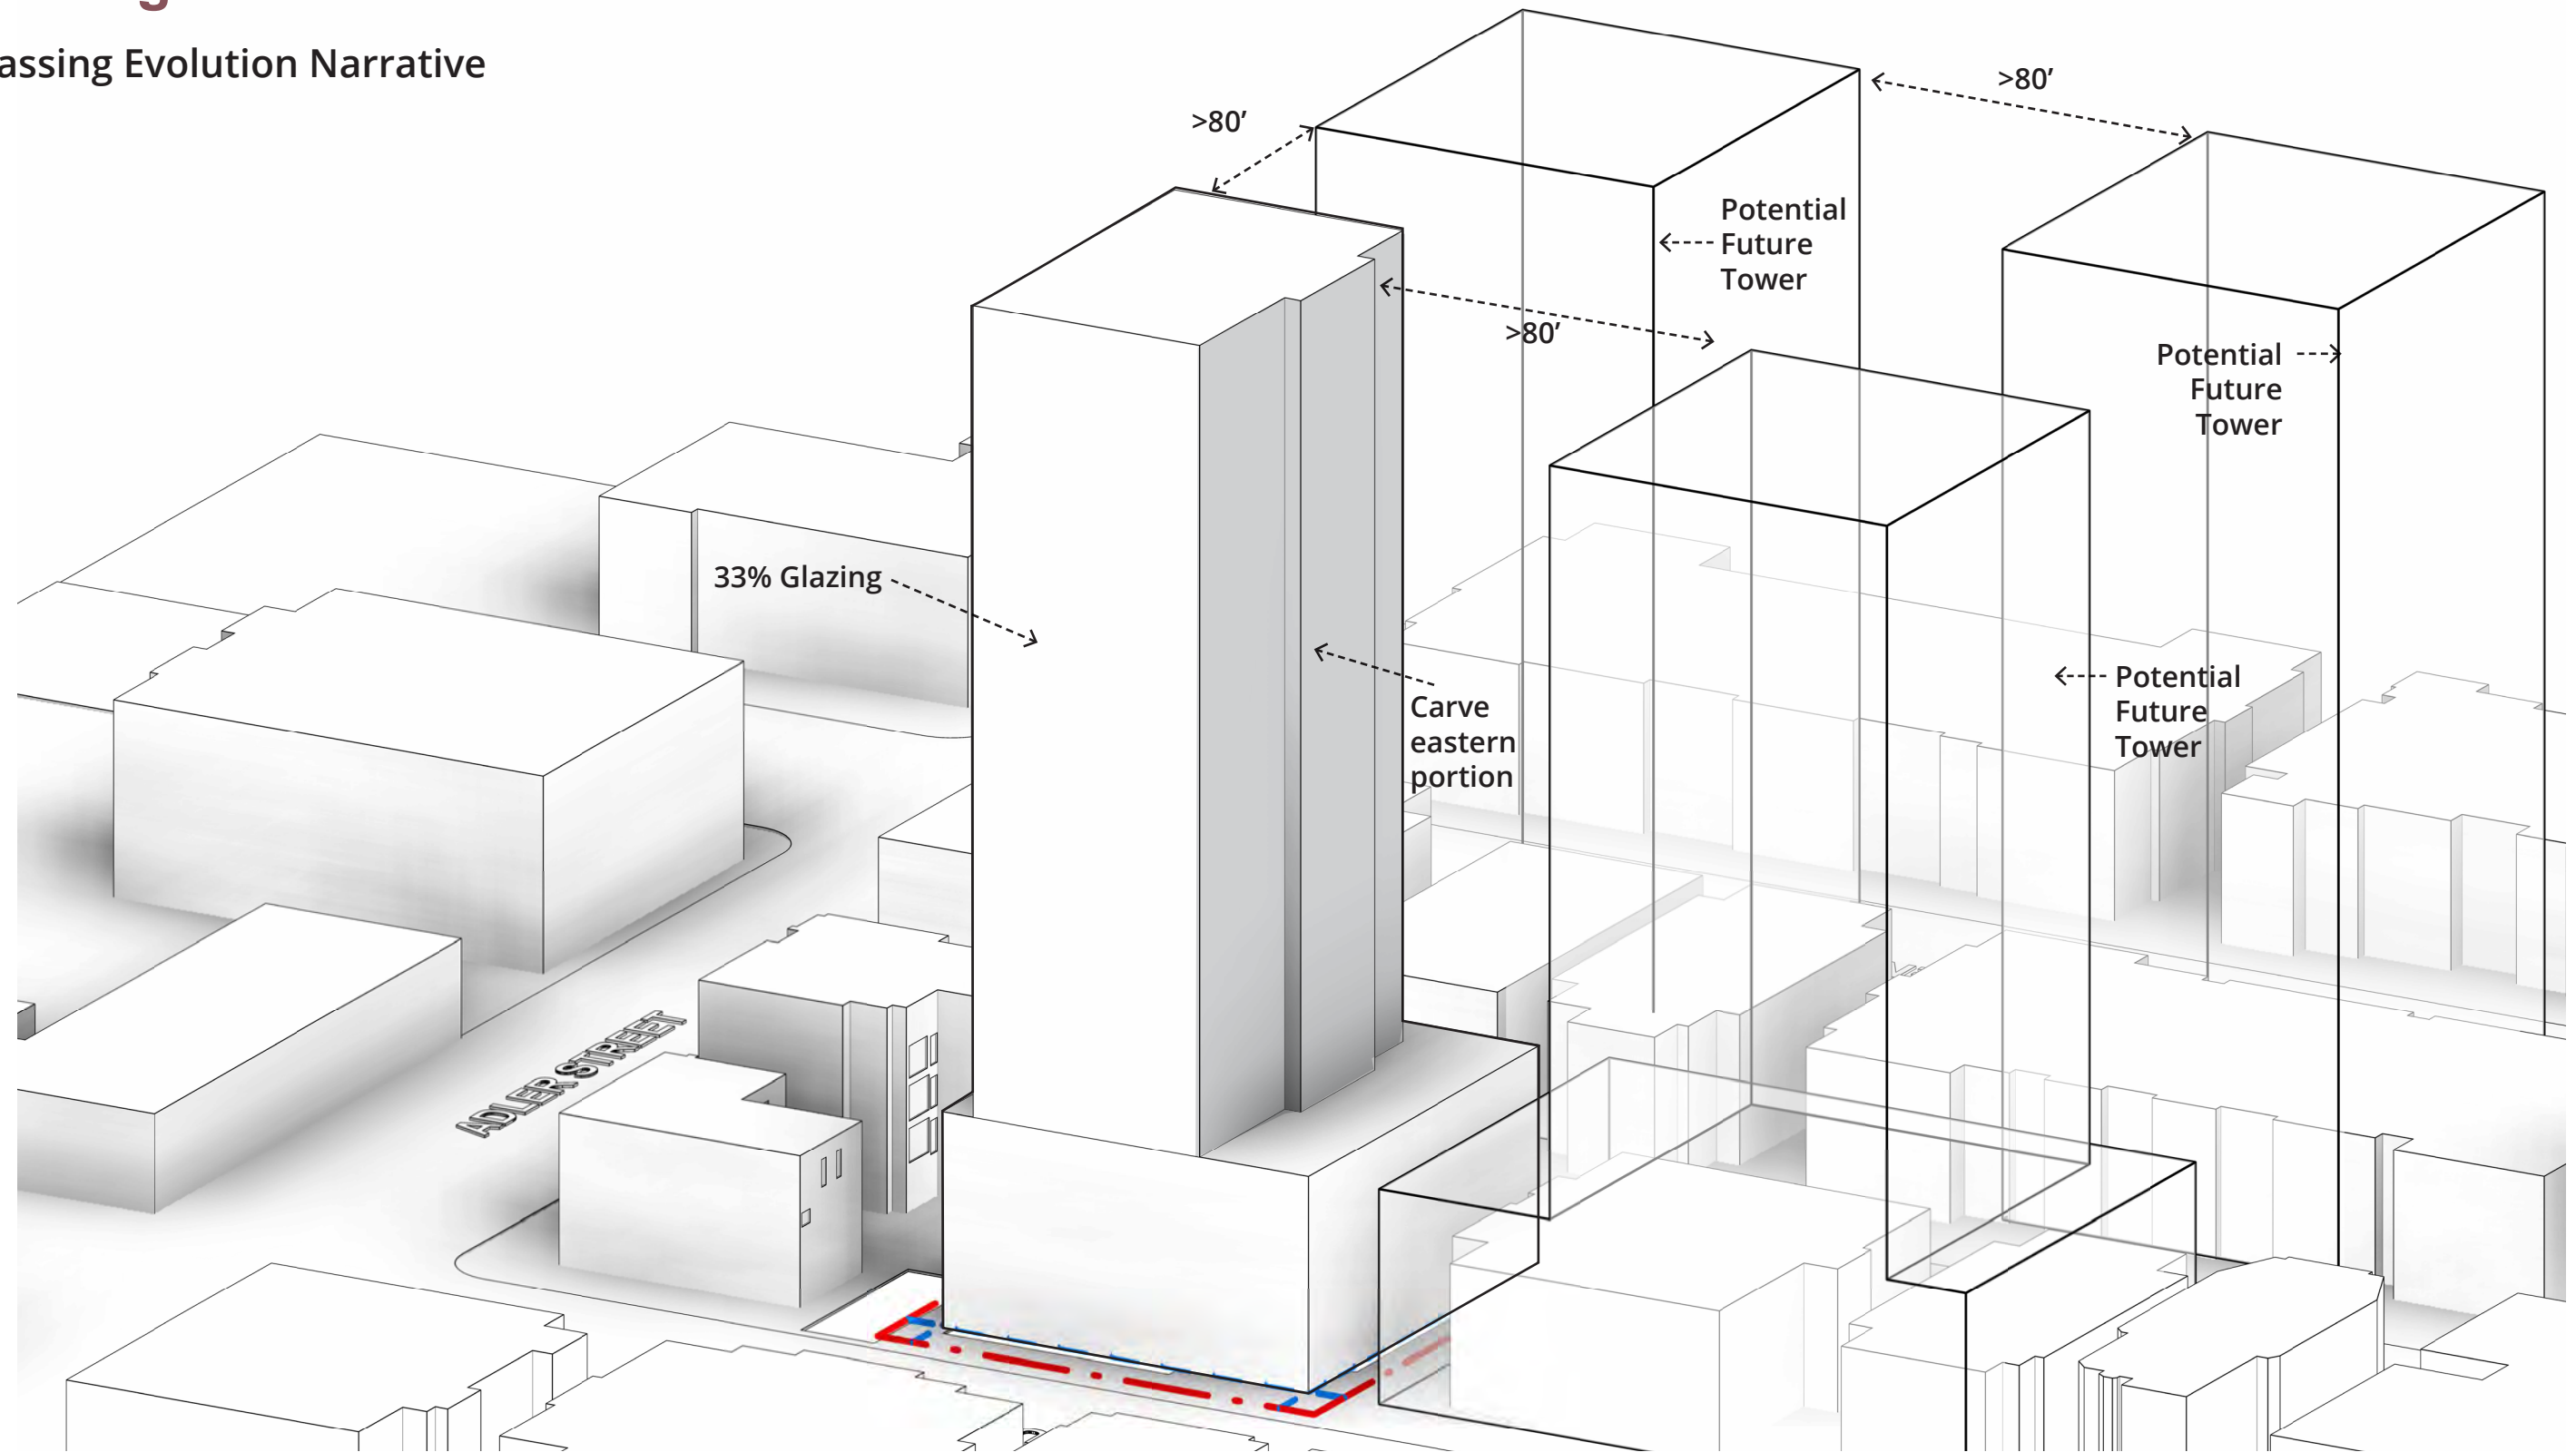 assing Evolution Narrative
>80’
>80’
Potential
Future
Tower
>80’
Potential
Future
Tower
33% Glazing
Potential
Future
Tower
Carve
eastern
portion
ADLER STREET